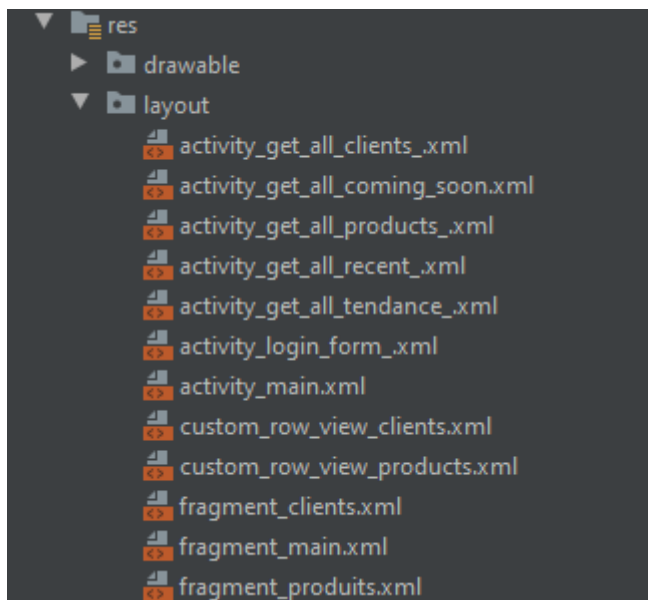 res
drawable
layout
activity_get_all_clients_.xml
activity_get_all_coming_soon.xml
activity_get_all_products_.xml
activity_get_all_recent_.xml
activity_get_all_tendance_.xml
activity_login_form_.xml
activity_main.xml
custom_row_view_clients.xml
custom_row_view_products.xml
fragment_clients.xml
fragment_main.xml
fragment_produits.xml